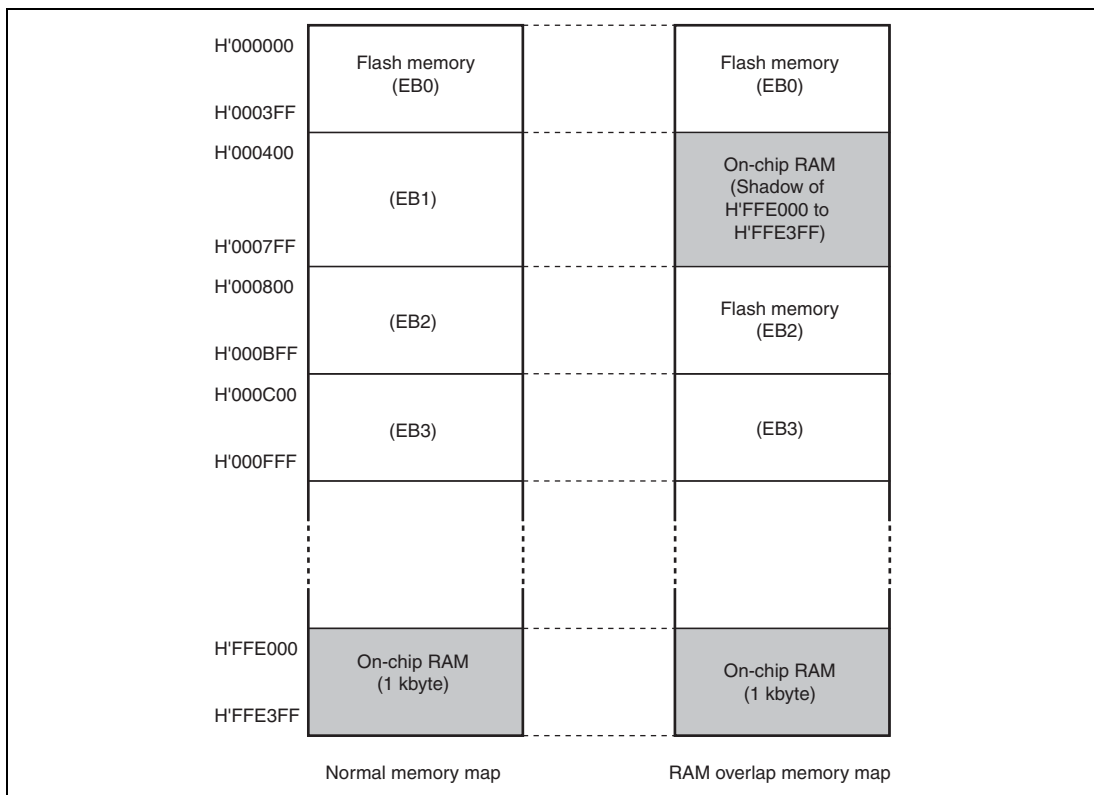 H'000000
Flash memory
(EB0)
Flash memory
(EB0)
H'0003FF
H'000400
(EB1)
On-chip RAM
(Shadow of
H'FFE000 to
H'FFE3FF)
H'0007FF
H'000800
(EB2)
Flash memory
(EB2)
H'000BFF
H'000C00
(EB3)
(EB3)
H'000FFF
H'FFE000
On-chip RAM
(1 kbyte)
On-chip RAM
(1 kbyte)
H'FFE3FF
Normal memory map
RAM overlap memory map